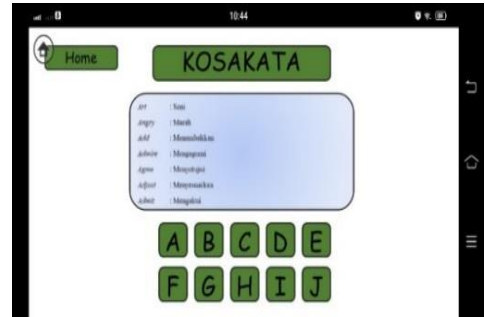 10:44
Home
KOSAKATA
Art : Seni
Angry : Marah
Add : Menambahkan
Admire : Mengagumi
Agree : Menyetujui
Adjust : Menyesuaikan
Admit : Mengakui
A B C D E
F G H I J